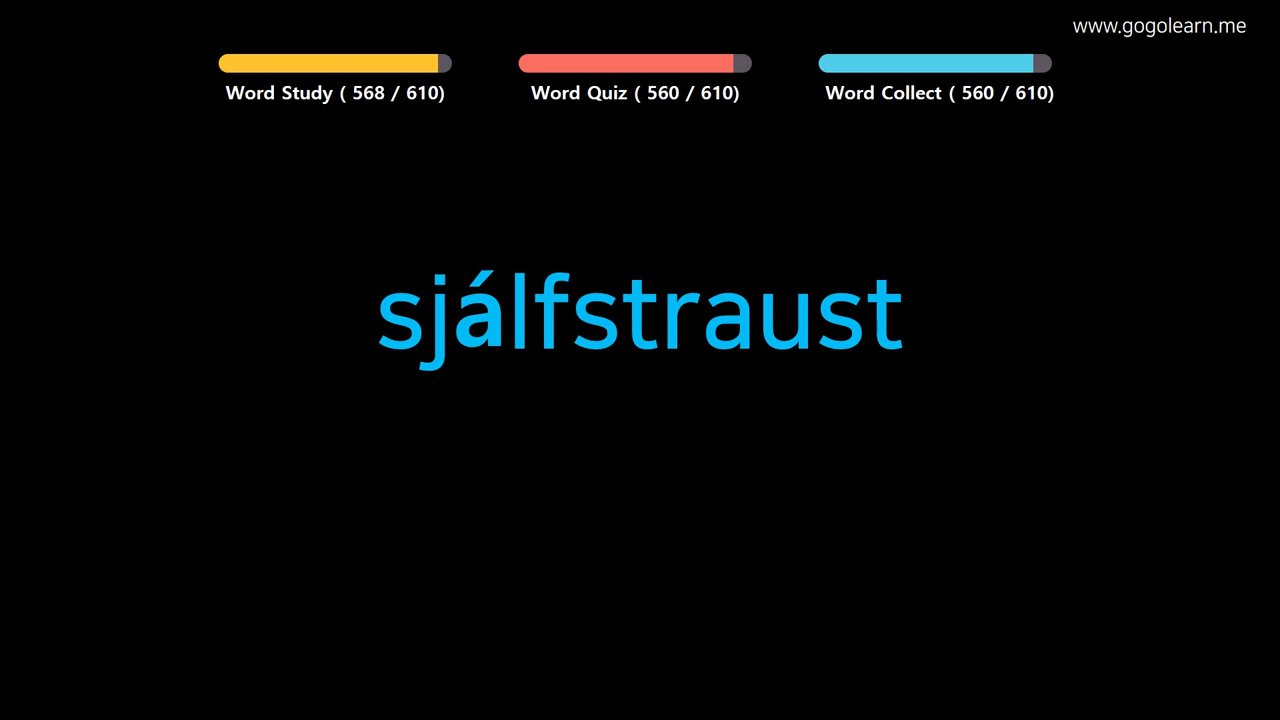 www.gogolearn.me
Word Study ( 568 / 610)
Word Quiz ( 560 / 610)
Word Collect ( 560 / 610)
sjálfstraust